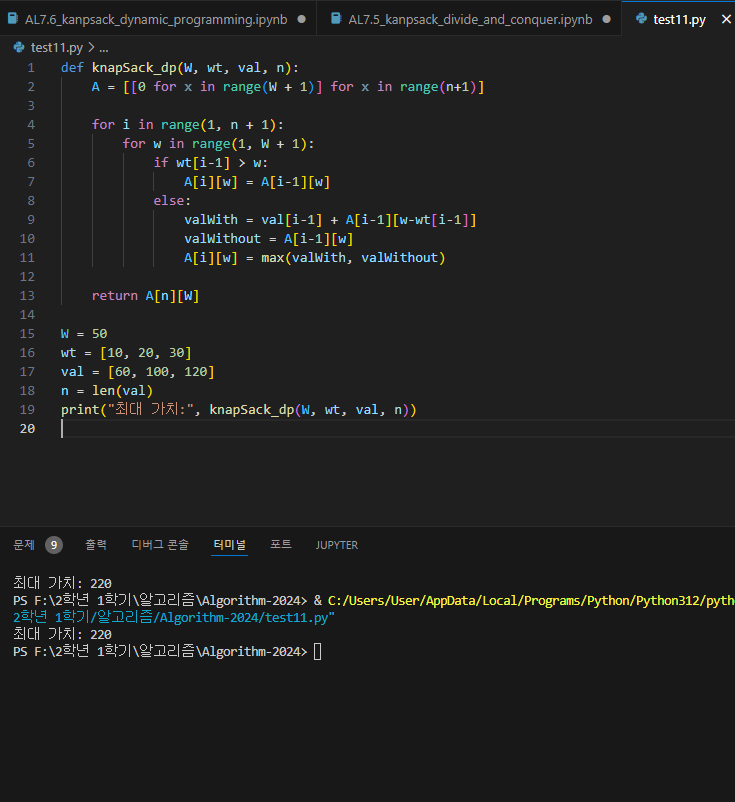 AL7.6_kanpsack_dynamic_programming.ipynb ● AL7.5_kanpsack_divide_and_conquer.ipynb ● test11.py ×
test11.py > ...
1 def knapSack_dp(W, wt, val, n):
2     A = [[0 for x in range(W + 1)] for x in range(n+1)]
3
4     for i in range(1, n + 1):
5         for w in range(1, W + 1):
6             if wt[i-1] > w:
7                 A[i][w] = A[i-1][w]
8             else:
9                 valWith = val[i-1] + A[i-1][w-wt[i-1]]
10                 valWithout = A[i-1][w]
11                 A[i][w] = max(valWith, valWithout)
12
13     return A[n][W]
14
15 W = 50
16 wt = [10, 20, 30]
17 val = [60, 100, 120]
18 n = len(val)
19 print("최대 가치:", knapSack_dp(W, wt, val, n))
20
문제 9 출력 디버그 콘솔 터미널 포트 JUPYTER
최대 가치: 220
PS F:\2학년 1학기\알고리즘\Algorithm-2024> & C:/Users/User/AppData/Local/Programs/Python/Python312/pyth
2학년 1학기/알고리즘/Algorithm-2024/test11.py"
최대 가치: 220
PS F:\2학년 1학기\알고리즘\Algorithm-2024>